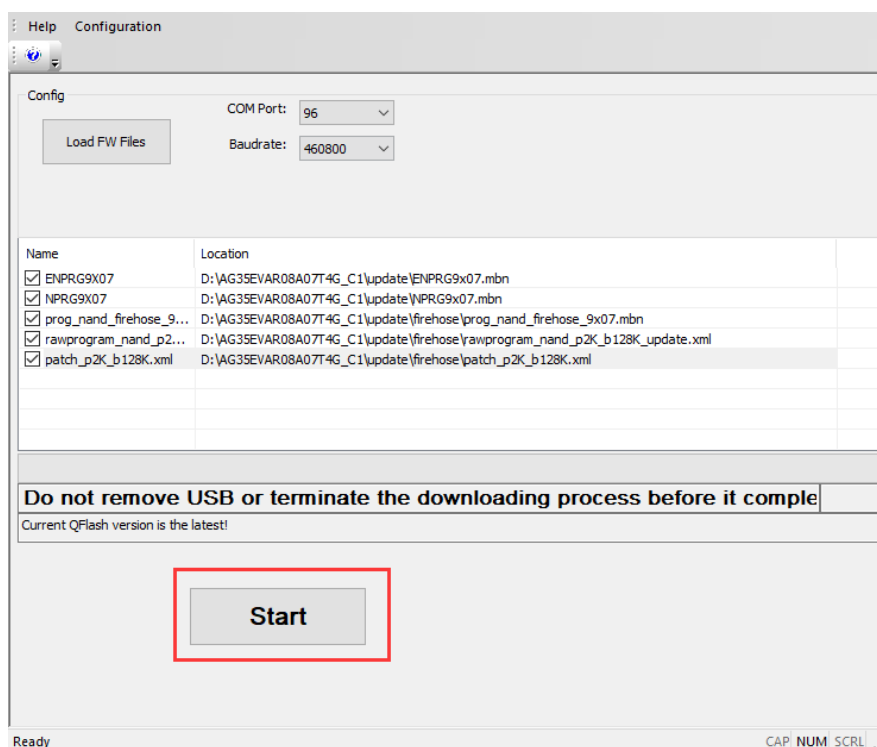 Help Configuration
Config
COM Port: 96
Load FW Files
Baudrate: 460800
Name Location
ENPRG9X07 D:\AG35EVAR08A07T4G_C1\update\ENPRG9x07.mbn
NPRG9X07 D:\AG35EVAR08A07T4G_C1\update\NPRG9x07.mbn
prog_nand_firehose_9... D:\AG35EVAR08A07T4G_C1\update\firehose\prog_nand_firehose_9x07.mbn
rawprogram_nand_p2... D:\AG35EVAR08A07T4G_C1\update\firehose\rawprogram_nand_p2K_b128K_update.xml
patch_p2K_b128K.xml D:\AG35EVAR08A07T4G_C1\update\firehose\patch_p2K_b128K.xml
Do not remove USB or terminate the downloading process before it comple
Current QFlash version is the latest!
Start
Ready CAP NUM SCRL